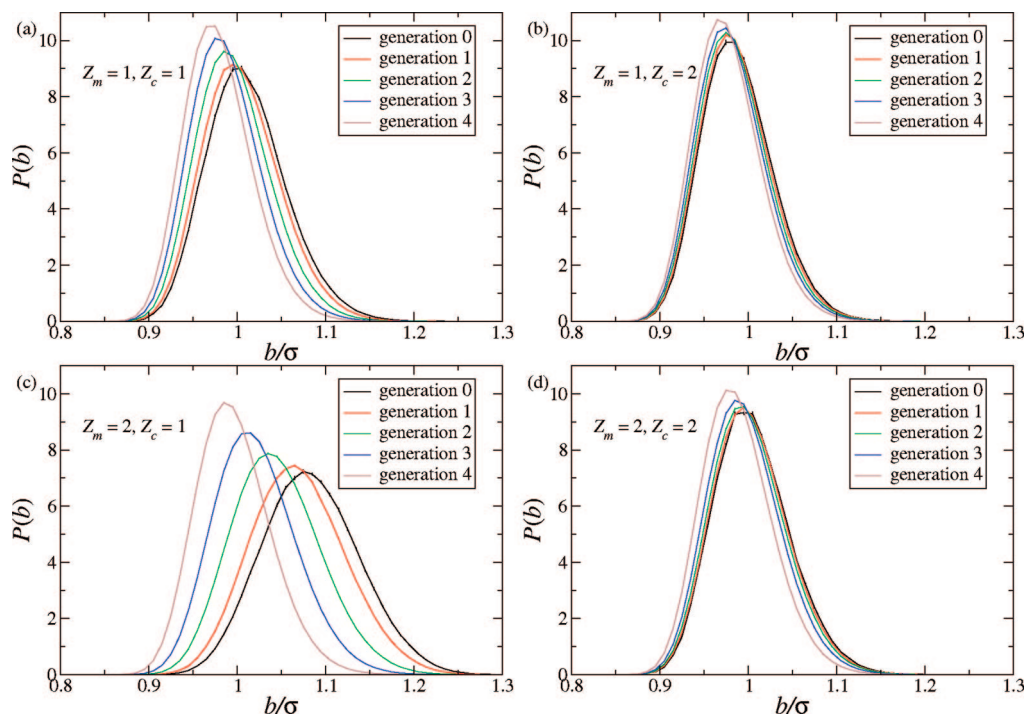 (a)
Z_m = 1, Z_c = 1
generation 0
generation 1
generation 2
generation 3
generation 4
P(b)
10
8
6
4
2
0
0.8 0.9 1 1.1 1.2 1.3
b/σ
(b)
Z_m = 1, Z_c = 2
generation 0
generation 1
generation 2
generation 3
generation 4
P(b)
10
8
6
4
2
0
0.8 0.9 1 1.1 1.2 1.3
b/σ
(c)
Z_m = 2, Z_c = 1
generation 0
generation 1
generation 2
generation 3
generation 4
P(b)
10
8
6
4
2
0
0.8 0.9 1 1.1 1.2 1.3
b/σ
(d)
Z_m = 2, Z_c = 2
generation 0
generation 1
generation 2
generation 3
generation 4
P(b)
10
8
6
4
2
0
0.8 0.9 1 1.1 1.2 1.3
b/σ